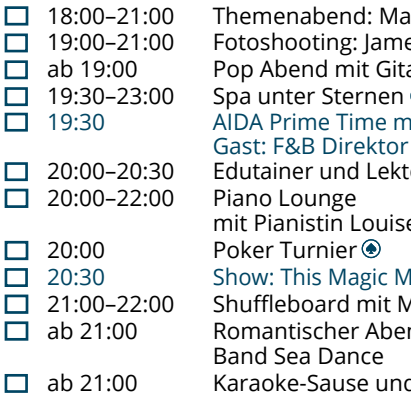 18:00–21:00 Themenabend: Ma
19:00–21:00 Fotoshooting: Jame
ab 19:00 Pop Abend mit Gita
19:30–23:00 Spa unter Sternen
19:30 AIDA Prime Time m
Gast: F&B Direktor
20:00–20:30 Edutainer und Lekt
20:00–22:00 Piano Lounge
mit Pianistin Louise
20:00 Poker Turnier
20:30 Show: This Magic M
21:00–22:00 Shuffleboard mit M
ab 21:00 Romantischer Aben
Band Sea Dance
ab 21:00 Karaoke-Sause und